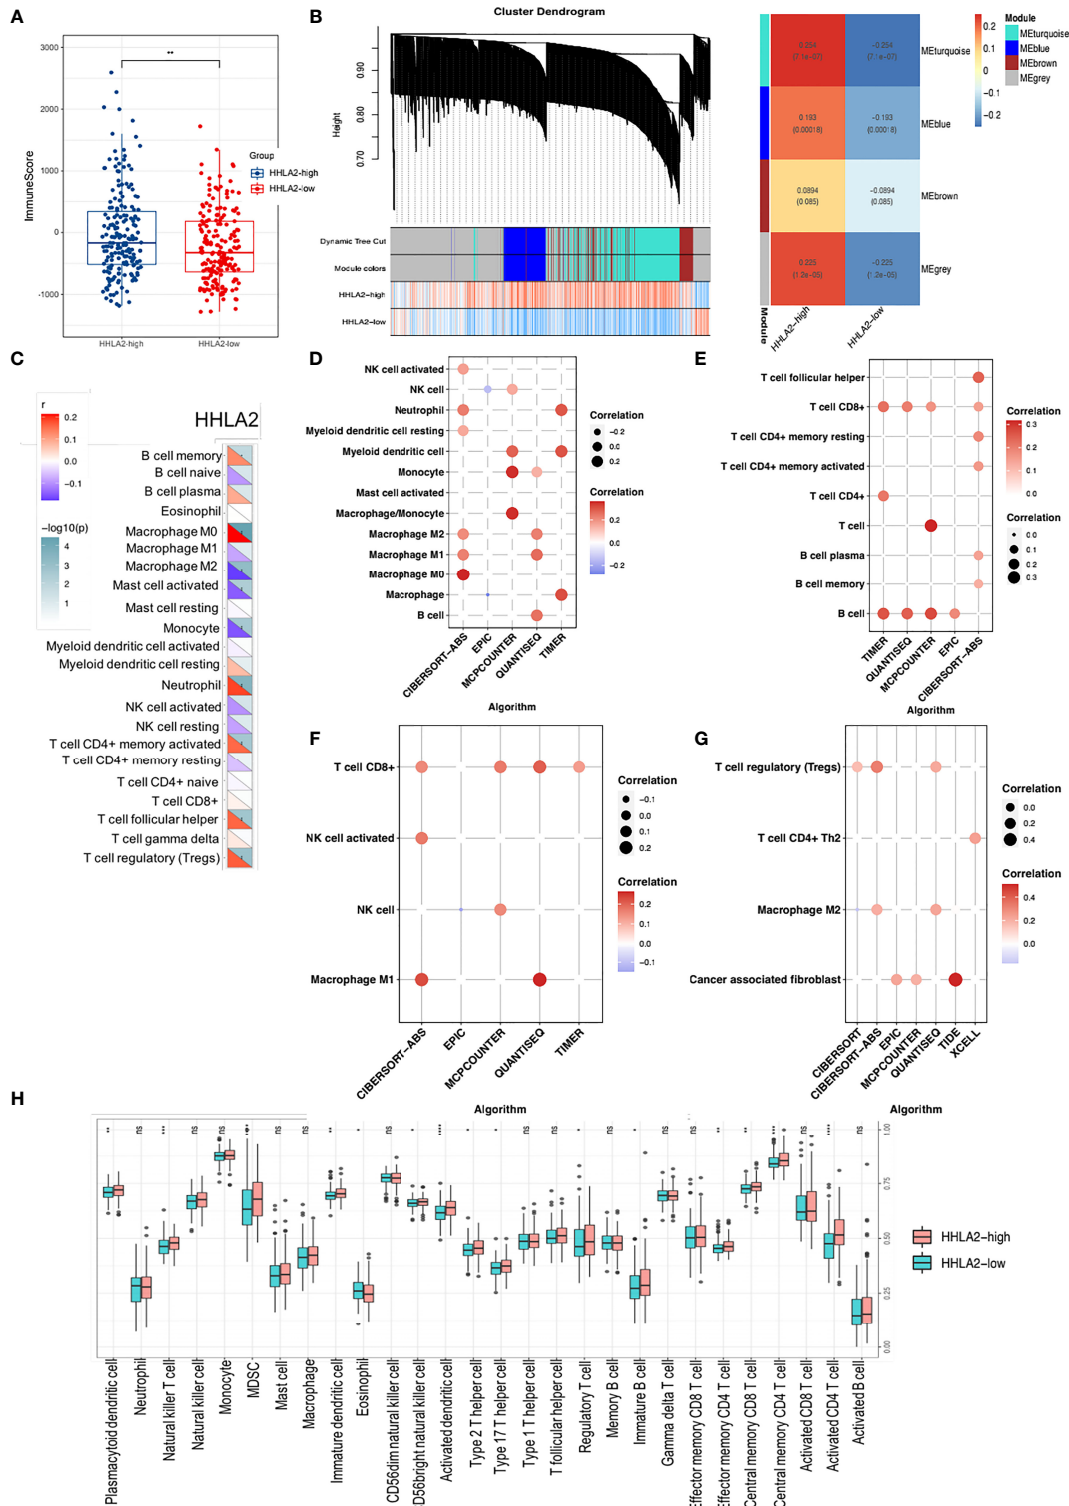 A
3000
2000
1000
0
-1000
ImmuneScore
**
Group
HHLA2-high
HHLA2-low
HHLA2-high
HHLA2-low
B
Cluster Dendrogram
Height
0.90
0.80
0.70
Dynamic Tree Cut
Module colors
HHLA2-high
HHLA2-low
0.254
(7.1e-07)
-0.254
(7.1e-07)
MEturquoise
0.193
(0.00018)
-0.193
(0.00018)
MEblue
0.0894
(0.085)
-0.0894
(0.085)
MEbrown
0.225
(1.2e-05)
-0.225
(1.2e-05)
MEgrey
Module
HHLA2-high
HHLA2-low
0.2
0.1
0
-0.1
-0.2
Module
MEturquoise
MEblue
MEbrown
MEgrey
C
r
0.2
0.1
0.0
-0.1
-log10(p)
4
3
2
1
HHLA2
B cell memory
B cell naive
B cell plasma
Eosinophil
Macrophage M0
Macrophage M1
Macrophage M2
Mast cell activated
Mast cell resting
Monocyte
Myeloid dendritic cell activated
Myeloid dendritic cell resting
Neutrophil
NK cell activated
NK cell resting
T cell CD4+ memory activated
T cell CD4+ memory resting
T cell CD4+ naive
T cell CD8+
T cell follicular helper
T cell gamma delta
T cell regulatory (Tregs)
D
NK cell activated
NK cell
Neutrophil
Myeloid dendritic cell resting
Myeloid dendritic cell
Monocyte
Mast cell activated
Macrophage/Monocyte
Macrophage M2
Macrophage M1
Macrophage M0
Macrophage
B cell
CIBERSORT-ABS
EPIC
MCPCOUNTER
QUANTISEQ
TIMER
Algorithm
Correlation
-0.2
0.0
0.2
Correlation
0.2
0.0
-0.2
E
T cell follicular helper
T cell CD8+
T cell CD4+ memory resting
T cell CD4+ memory activated
T cell CD4+
T cell
B cell plasma
B cell memory
B cell
TIMER
QUANTISEQ
MCPCOUNTER
EPIC
CIBERSORT-ABS
Algorithm
Correlation
0.3
0.2
0.1
0.0
Correlation
0.0
0.1
0.2
0.3
F
T cell CD8+
NK cell activated
NK cell
Macrophage M1
CIBERSORT-ABS
EPIC
MCPCOUNTER
QUANTISEQ
TIMER
Algorithm
Correlation
-0.1
0.0
0.1
0.2
Correlation
0.2
0.1
0.0
-0.1
G
T cell regulatory (Tregs)
T cell CD4+ Th2
Macrophage M2
Cancer associated fibroblast
CIBERSORT
CIBERSORT-ABS
EPIC
MCPCOUNTER
QUANTISEQ
TIDE
XCELL
Algorithm
Correlation
0.0
0.2
0.4
Correlation
0.4
0.2
0.0
H
1.00
0.75
0.50
0.25
0.00
HHLA2-high
HHLA2-low
Plasmacytoid dendritic cell
Neutrophil
Natural killer T cell
Natural killer cell
Monocyte
MDSC
Mast cell
Macrophage
Immature dendritic cell
Eosinophil
CD56dim natural killer cell
D56bright natural killer cell
Activated dendritic cell
Type 2 T helper cell
Type 17 T helper cell
Type 1 T helper cell
T follicular helper cell
Regulatory T cell
Memory B cell
Immature B cell
Gamma delta T cell
Effector memory CD8 T cell
Effector memory CD4 T cell
Central memory CD8 T cell
Central memory CD4 T cell
Activated CD8 T cell
Activated CD4 T cell
Activated B cell